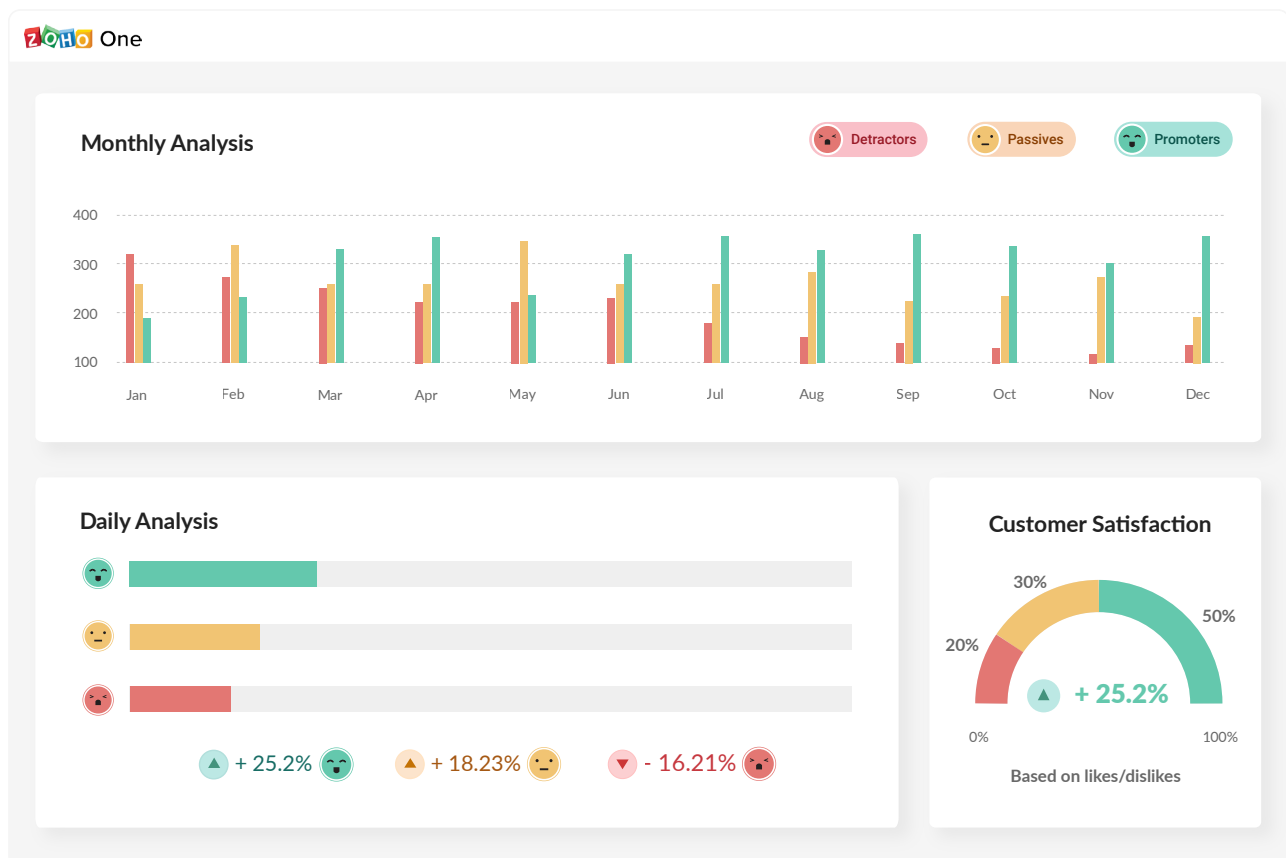 ZOHO One
Monthly Analysis
Detractors
Passives
Promoters
400
300
200
100
Jan Feb Mar Apr May Jun Jul Aug Sep Oct Nov Dec
Daily Analysis
+ 25.2%
+ 18.23%
- 16.21%
Customer Satisfaction
30%
50%
20%
+ 25.2%
0%
100%
Based on likes/dislikes